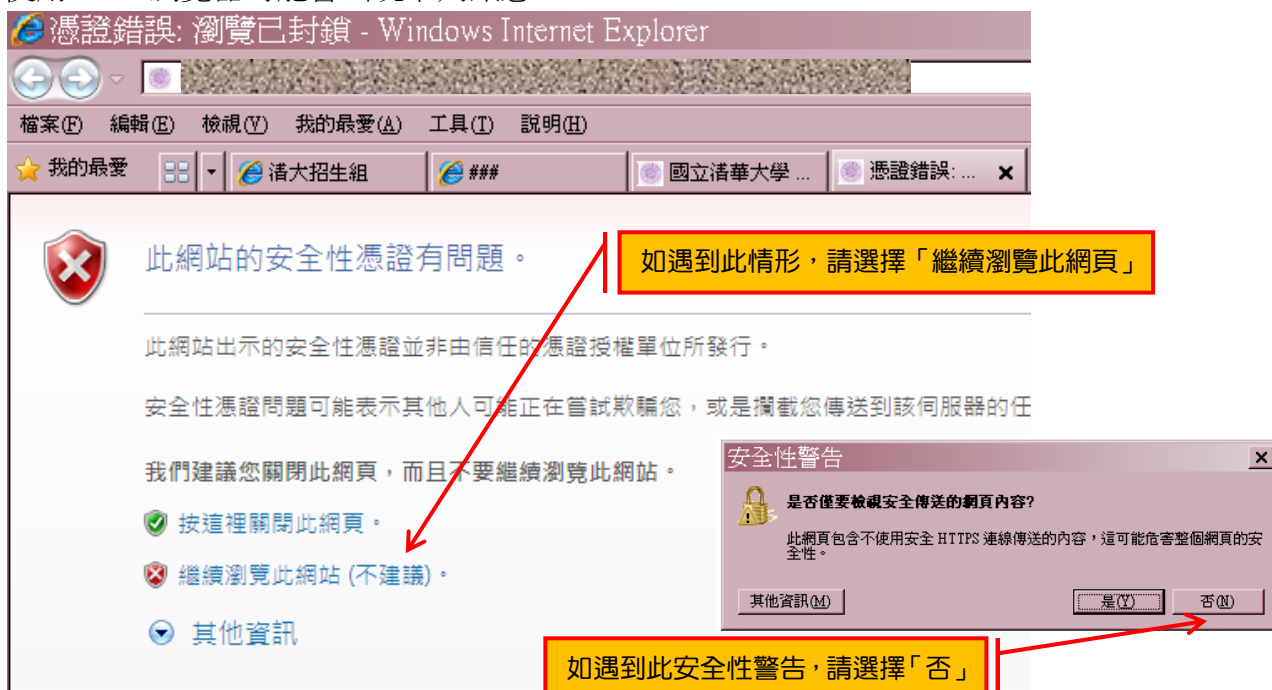 憑證錯誤: 瀏覽已封鎖 - Windows Internet Explorer
檔案(F) 編輯(E) 檢視(V) 我的最愛(A) 工具(T) 說明(H)
我的最愛 清大招生組 ### 國立清華大學 ... 憑證錯誤: ...
此網站的安全性憑證有問題。
如遇到此情形，請選擇「繼續瀏覽此網頁」
此網站出示的安全性憑證並非由信任的憑證授權單位所發行。
安全性憑證問題可能表示其他人可能正在嘗試欺騙您，或是攔截您傳送到該伺服器的任
我們建議您關閉此網頁，而且不要繼續瀏覽此網站。
按這裡關閉此網頁。
繼續瀏覽此網站 (不建議)。
其他資訊
安全性警告
是否僅要檢視安全傳送的網頁內容?
此網頁包含不使用安全 HTTPS 連線傳送的內容，這可能危害整個網頁的安
全性。
其他資訊(M) 是(Y) 否(N)
如遇到此安全性警告，請選擇「否」